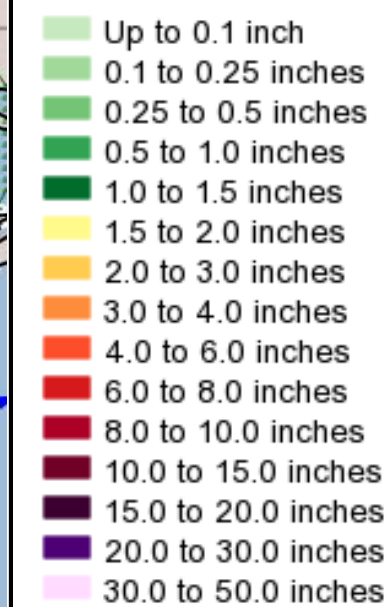 Up to 0.1 inch
0.1 to 0.25 inches
0.25 to 0.5 inches
0.5 to 1.0 inches
1.0 to 1.5 inches
1.5 to 2.0 inches
2.0 to 3.0 inches
3.0 to 4.0 inches
4.0 to 6.0 inches
6.0 to 8.0 inches
8.0 to 10.0 inches
10.0 to 15.0 inches
15.0 to 20.0 inches
20.0 to 30.0 inches
30.0 to 50.0 inches